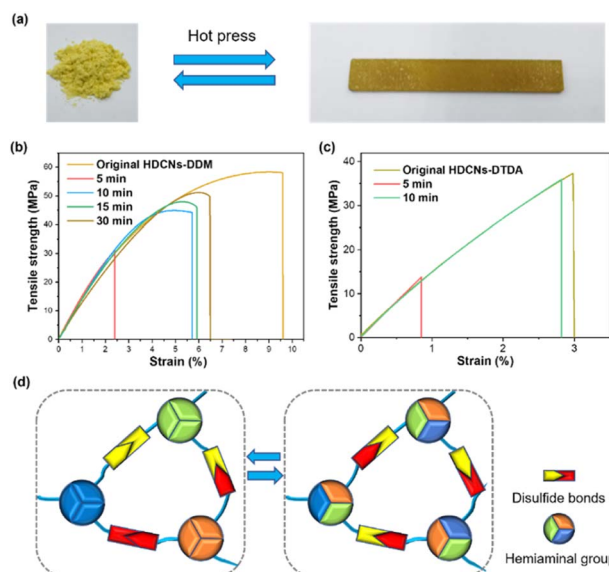 (a)
Hot press
(b)
Original HDCNs-DDM
5 min
10 min
15 min
30 min
Tensile strength (MPa)
60
50
40
30
20
10
0
0 1 2 3 4 5 6 7 8 9 10
Strain (%)
(c)
Original HDCNs-DTDA
5 min
10 min
Tensile strength (MPa)
40
30
20
10
0
0 1 2 3
Strain (%)
(d)
Disulfide bonds
Hemiaminal group